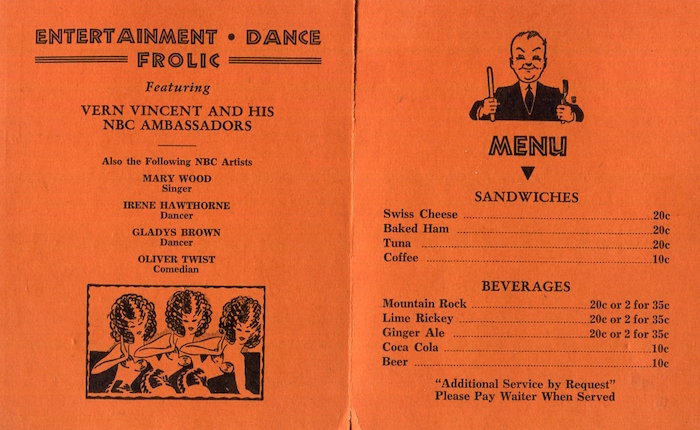 ENTERTAINMENT • DANCE
FROLIC
Featuring
VERN VINCENT AND HIS
NBC AMBASSADORS
Also the Following NBC Artists
MARY WOOD
Singer
IRENE HAWTHORNE
Dancer
GLADYS BROWN
Dancer
OLIVER TWIST
Comedian
MENU
SANDWICHES
Swiss Cheese 20c
Baked Ham 20c
Tuna 20c
Coffee 10c
BEVERAGES
Mountain Rock 20c or 2 for 35c
Lime Rickey 20c or 2 for 35c
Ginger Ale 20c or 2 for 35c
Coca Cola 10c
Beer 10c
"Additional Service by Request"
Please Pay Waiter When Served